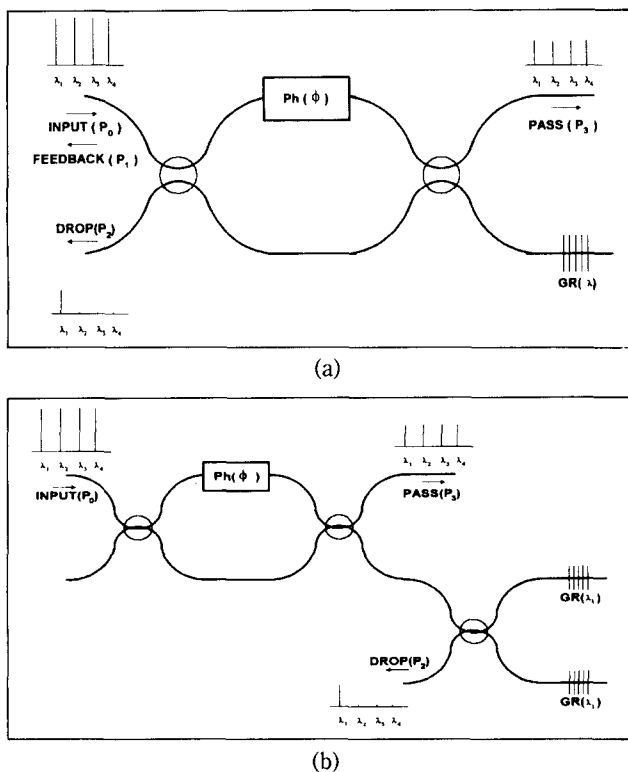 λ₁ λ₂ λ₃ λ₄
λ₁ λ₂ λ₃ λ₄
Ph(ϕ)
INPUT(P₀)
PASS(P₃)
FEEDBACK(P₁)
DROP(P₂)
GR(λ)
λ₁ λ₂ λ₃ λ₄
(a)
λ₁ λ₂ λ₃ λ₄
λ₁ λ₂ λ₃ λ₄
Ph(ϕ)
INPUT(P₀)
PASS(P₃)
GR(λ₁)
DROP(P₂)
GR(λ₁)
λ₁ λ₂ λ₃ λ₄
(b)